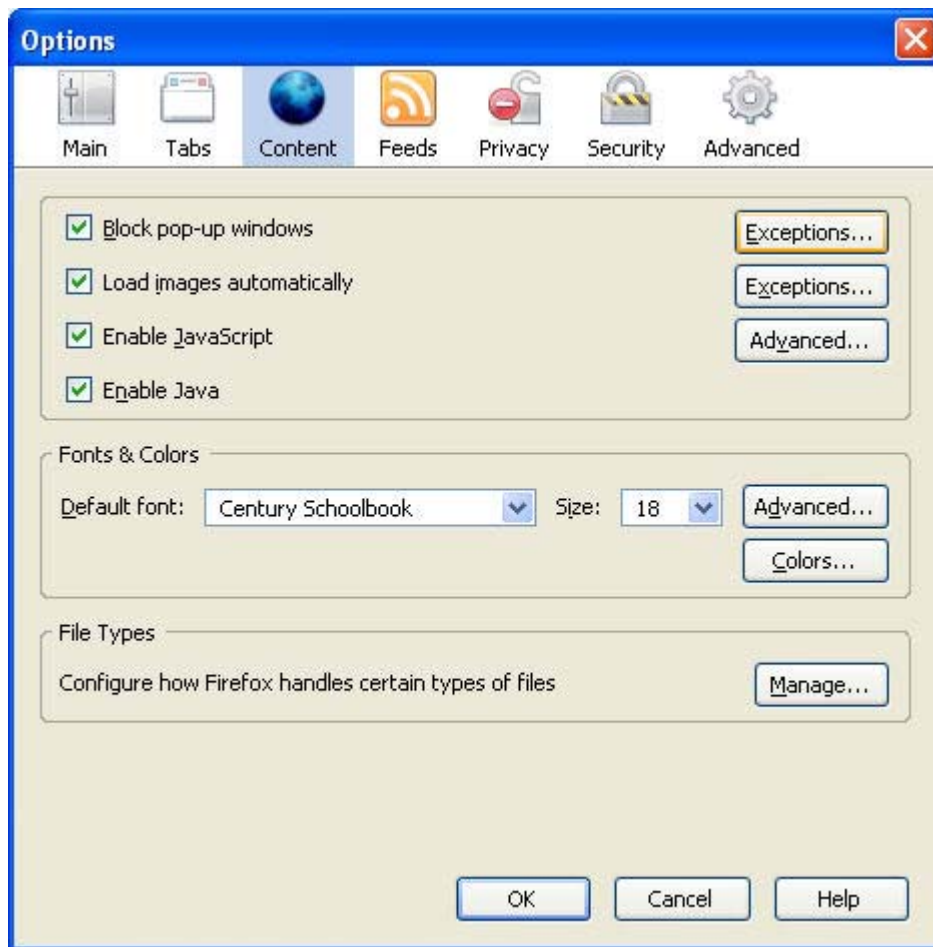 Options
Main Tabs Content Feeds Privacy Security Advanced
Block pop-up windows Exceptions...
Load images automatically Exceptions...
Enable JavaScript Advanced...
Enable Java
Fonts & Colors
Default font: Century Schoolbook Size: 18 Advanced...
Colors...
File Types
Configure how Firefox handles certain types of files Manage...
OK Cancel Help